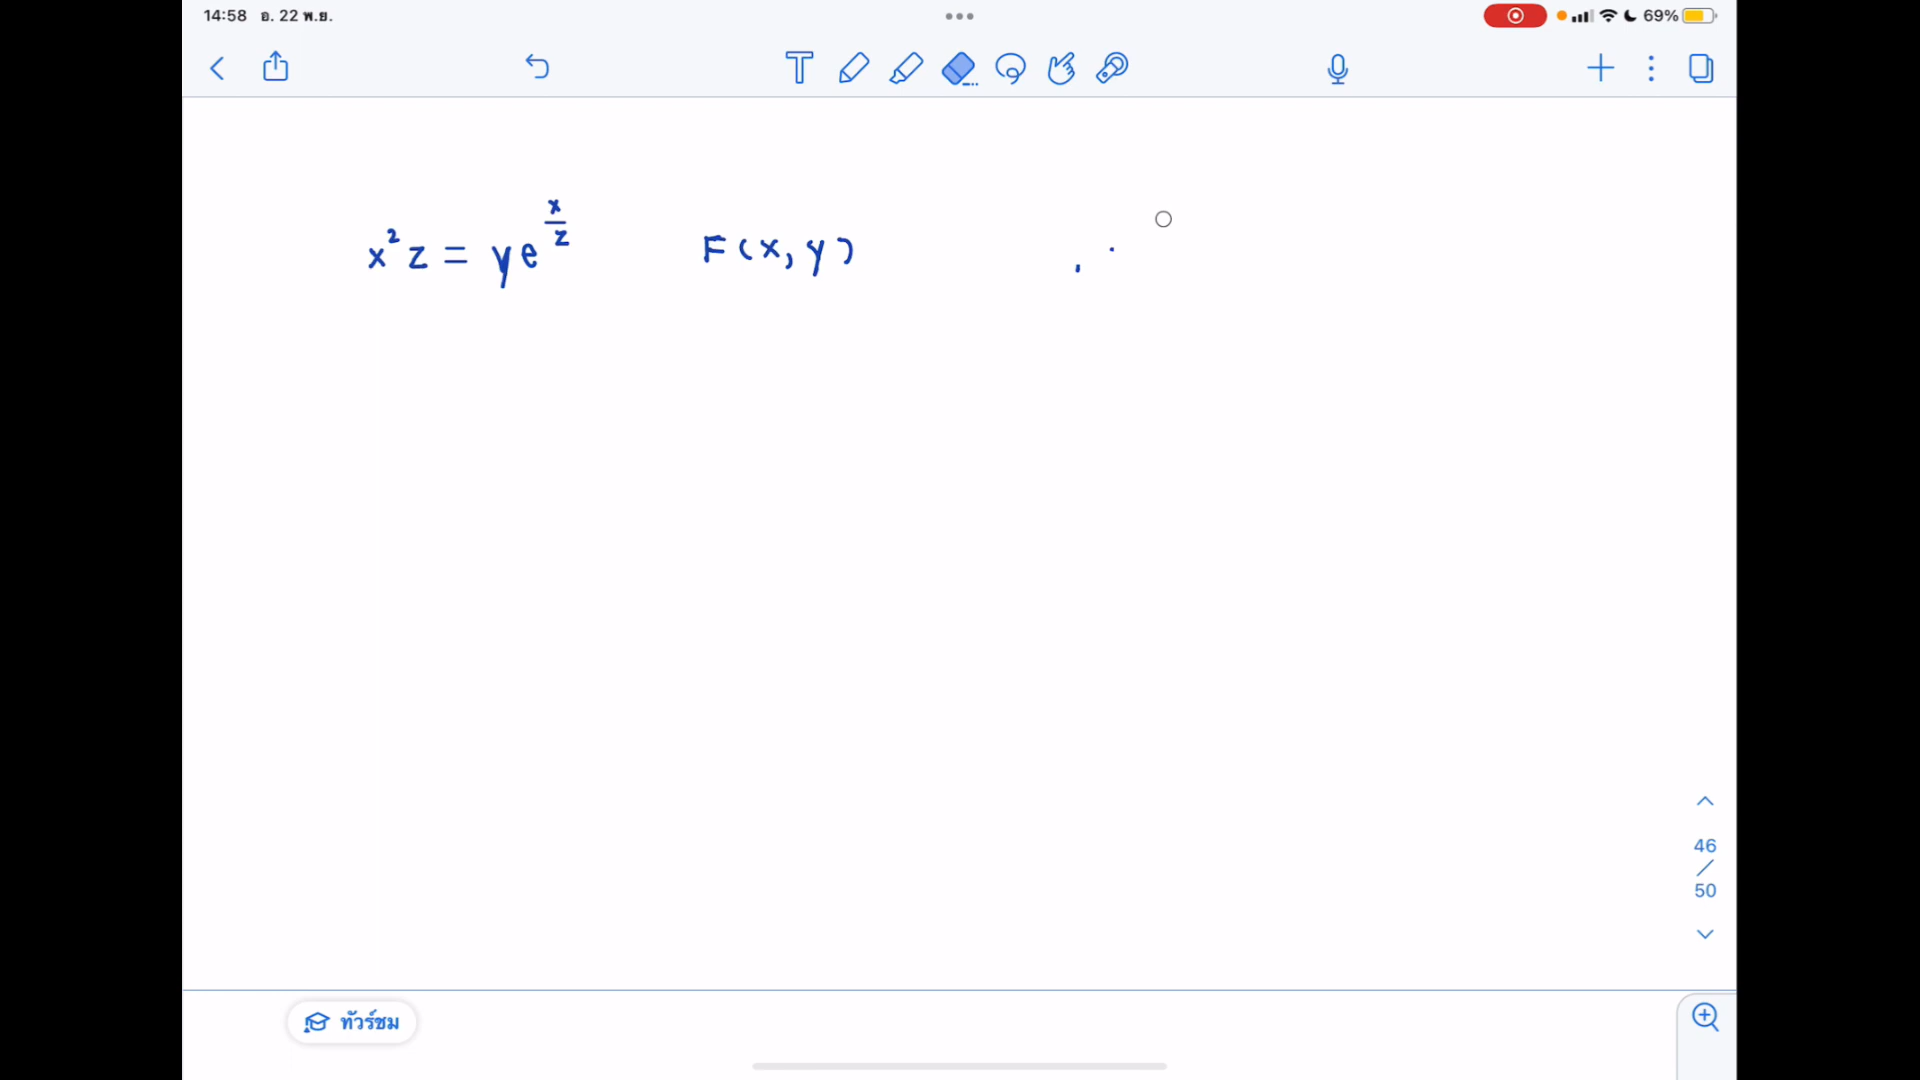 14:58 อ. 22 พ.ย. 69%
T
x²z = ye^(x/z) F(x, y)
46
/
50
ทัวร์ชม